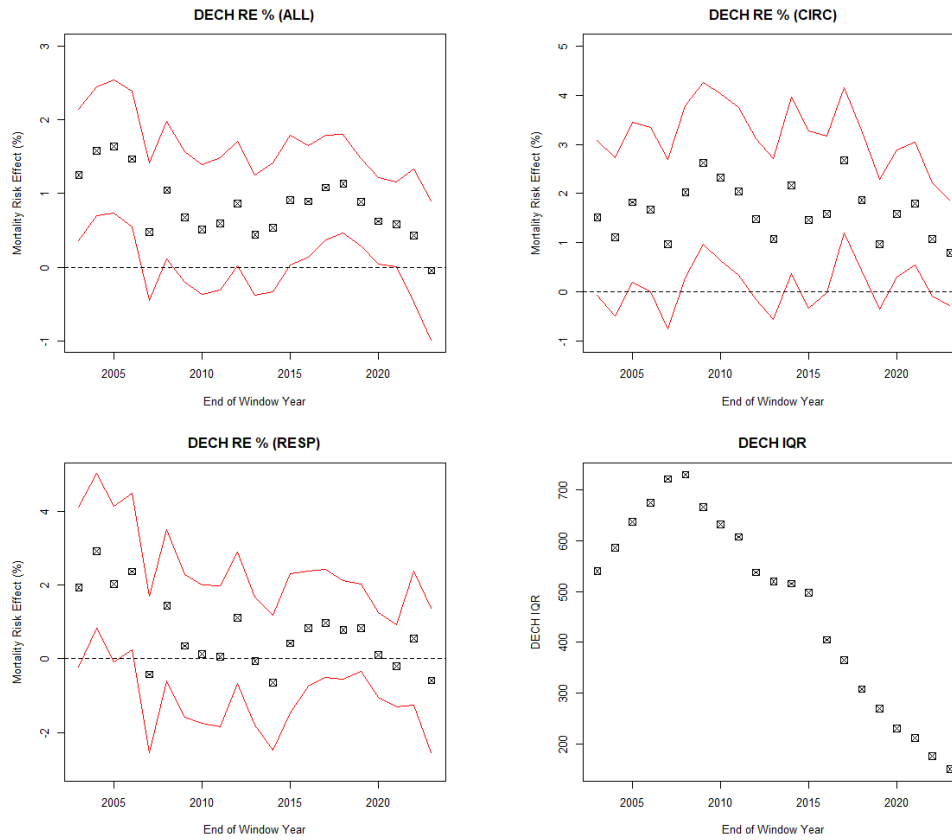 DECH RE % (ALL)
Mortality Risk Effect (%)
3
2
1
0
-1
2005 2010 2015 2020
End of Window Year
DECH RE % (CIRC)
Mortality Risk Effect (%)
5
4
3
2
1
0
-1
2005 2010 2015 2020
End of Window Year
DECH RE % (RESP)
Mortality Risk Effect (%)
4
2
0
-2
2005 2010 2015 2020
End of Window Year
DECH IQR
DECH IQR
700
600
500
400
300
200
2005 2010 2015 2020
End of Window Year